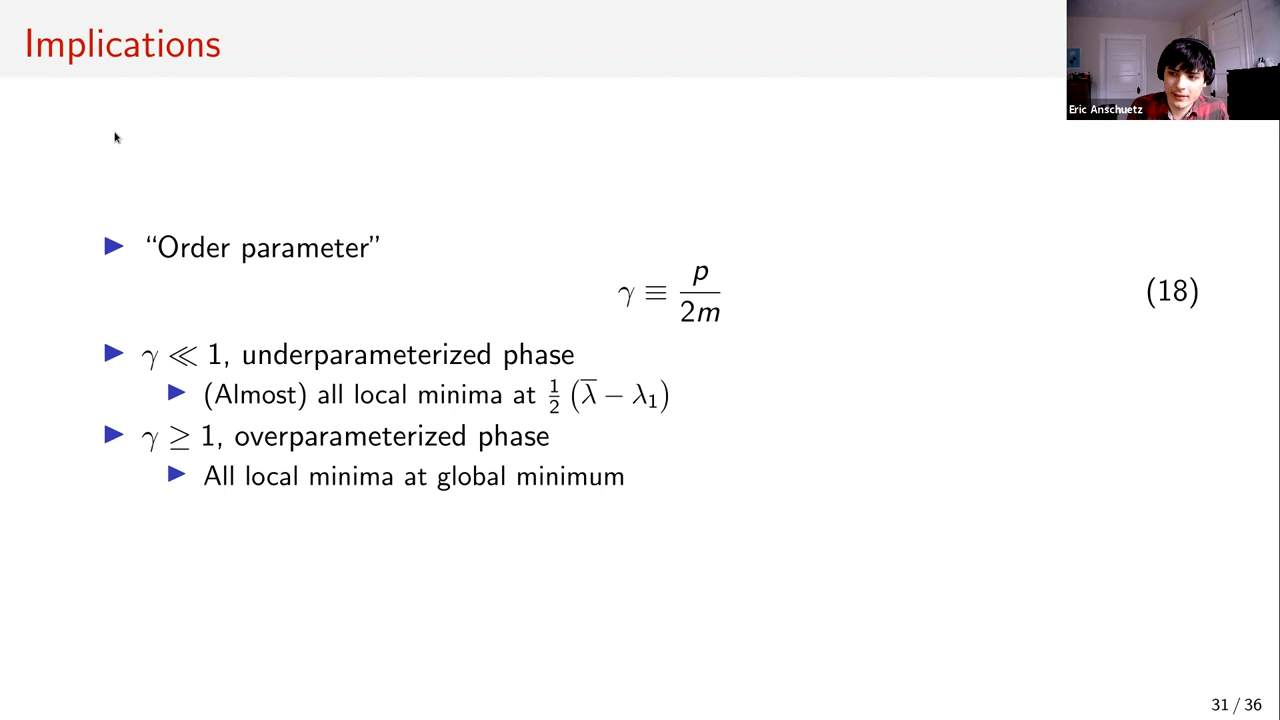 Implications
Eric Anschuetz
"Order parameter"
γ ≡ p/2m (18)
γ ≪ 1, underparameterized phase
(Almost) all local minima at 1/2 (λ̄ − λ₁)
γ ≥ 1, overparameterized phase
All local minima at global minimum
31 / 36